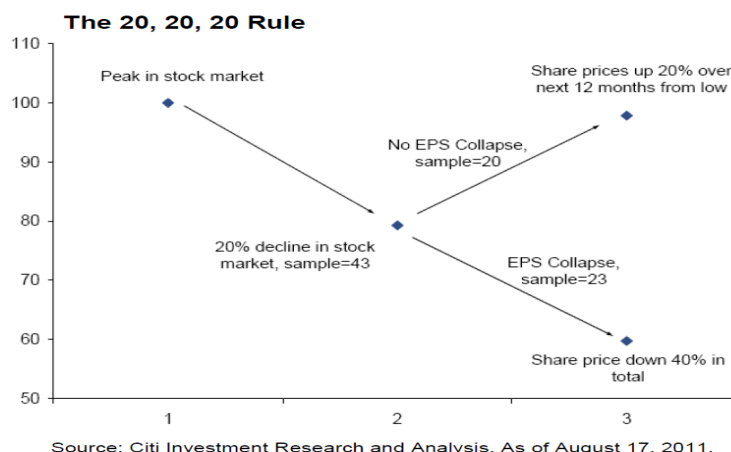 The 20, 20, 20 Rule
110
Peak in stock market
Share prices up 20% over
next 12 months from low
100
No EPS Collapse,
sample=20
90
80
20% decline in stock
market, sample=43
EPS Collapse,
sample=23
70
60
Share price down 40% in
total
50
1
2
3
Source: Citi Investment Research and Analysis. As of August 17, 2011.